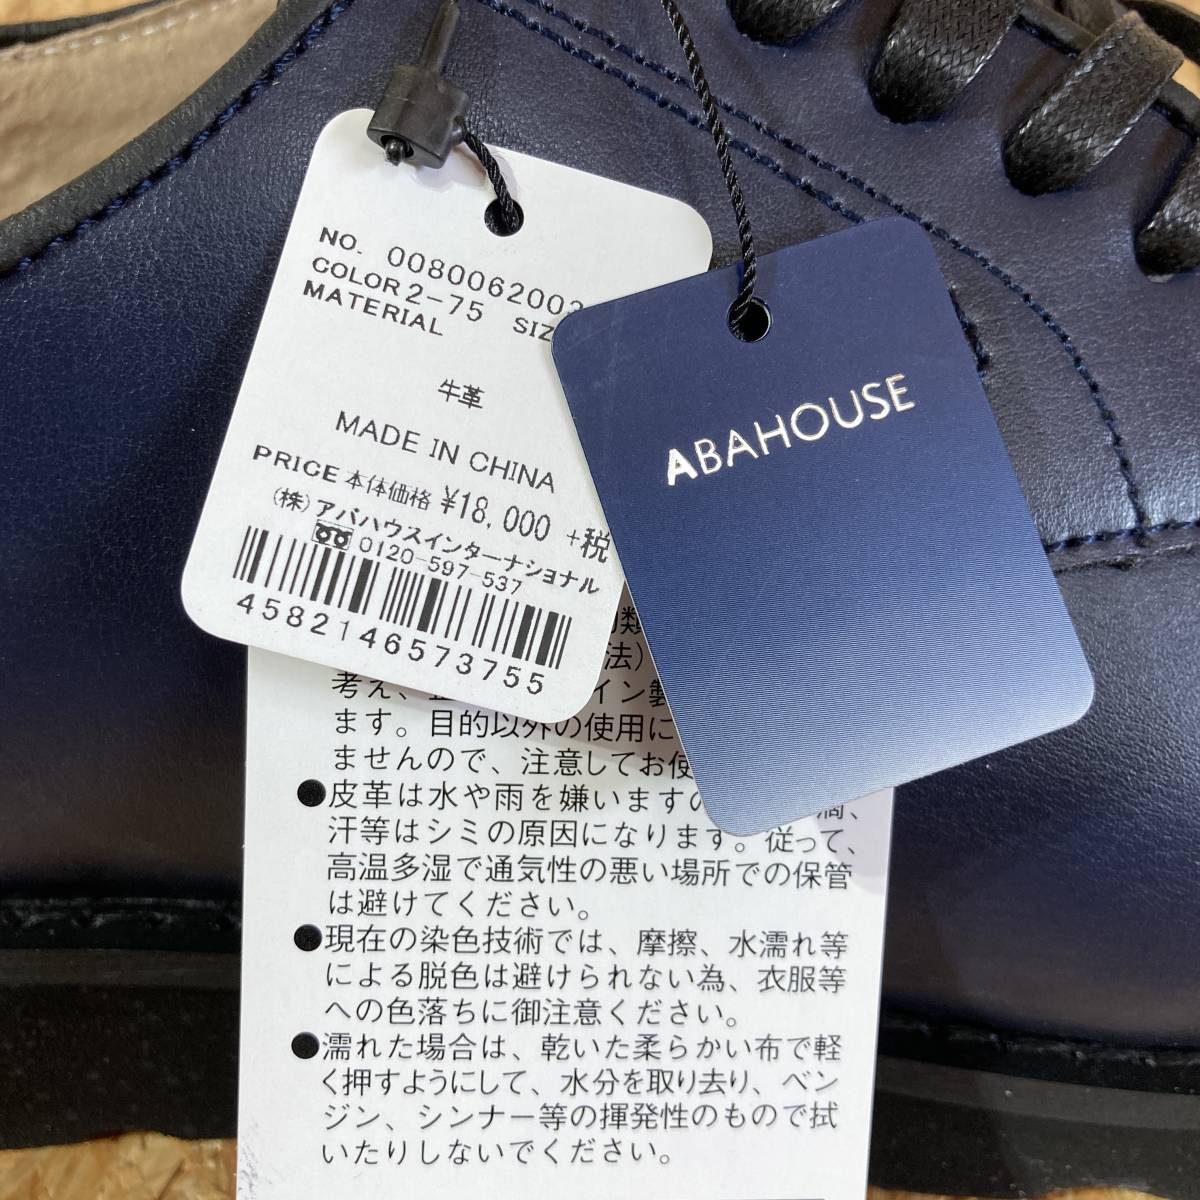 NO. 008006200
COLOR 2-75 SIZ
MATERIAL
牛革
MADE IN CHINA
PRICE 本体価格 ¥18,000 +税
(株)アバハウスインターナショナル
0120-597-537
4582146573755
ABAHOUSE
類
法)
考え、
ます。目的以外の使用に
ませんので、注意してお使
●皮革は水や雨を嫌いますの
汗等はシミの原因になります。従って、
高温多湿で通気性の悪い場所での保管
は避けてください。
●現在の染色技術では、摩擦、水濡れ等
による脱色は避けられない為、衣服等
への色落ちに御注意ください。
●濡れた場合は、乾いた柔らかい布で軽
く押すようにして、水分を取り去り、ベン
ジン、シンナー等の揮発性のもので拭
いたりしないでください。